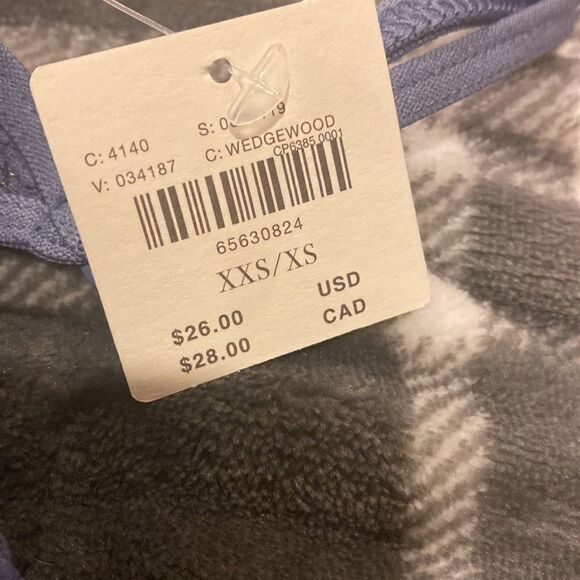 C: 4140
S:
V: 034187
C: WEDGEWOOD
CP6385.0001
65630824
XXS/XS
$26.00 USD
$28.00 CAD